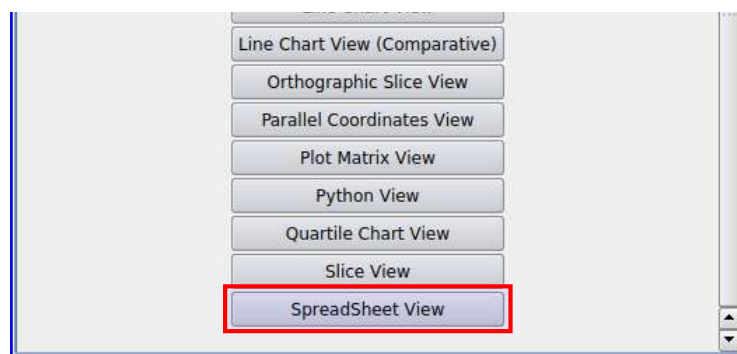 Line Chart View (Comparative)
Orthographic Slice View
Parallel Coordinates View
Plot Matrix View
Python View
Quartile Chart View
Slice View
SpreadSheet View